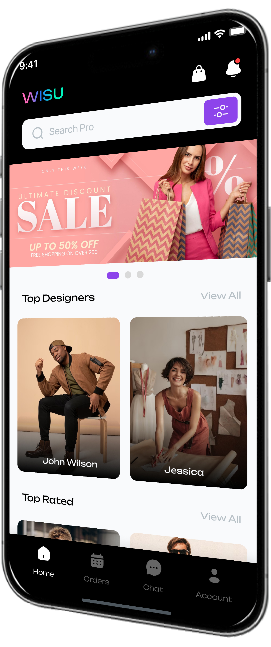 9:41
WISU
Search Pro
ULTIMATE DISCOUNT
SALE
%
UP TO 50% OFF
Top Designers
View All
John Wilson
Jessica
Top Rated
View All
Home
Orders
Chat
Account